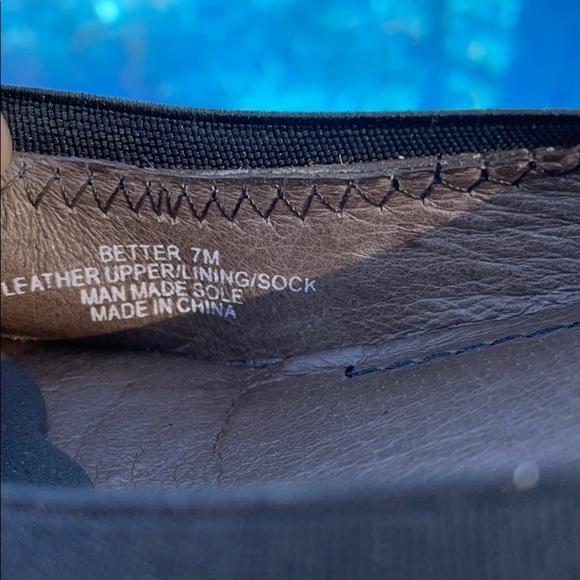 BETTER 7M
LEATHER UPPER/LINING/SOCK
MAN MADE SOLE
MADE IN CHINA